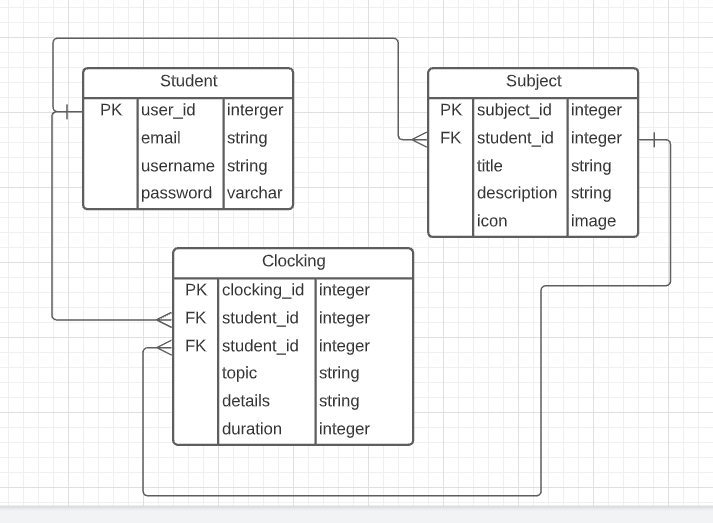 Student
PK user_id interger
email string
username string
password varchar
Subject
PK subject_id integer
FK student_id integer
title string
description string
icon image
Clocking
PK clocking_id integer
FK student_id integer
FK student_id integer
topic string
details string
duration integer